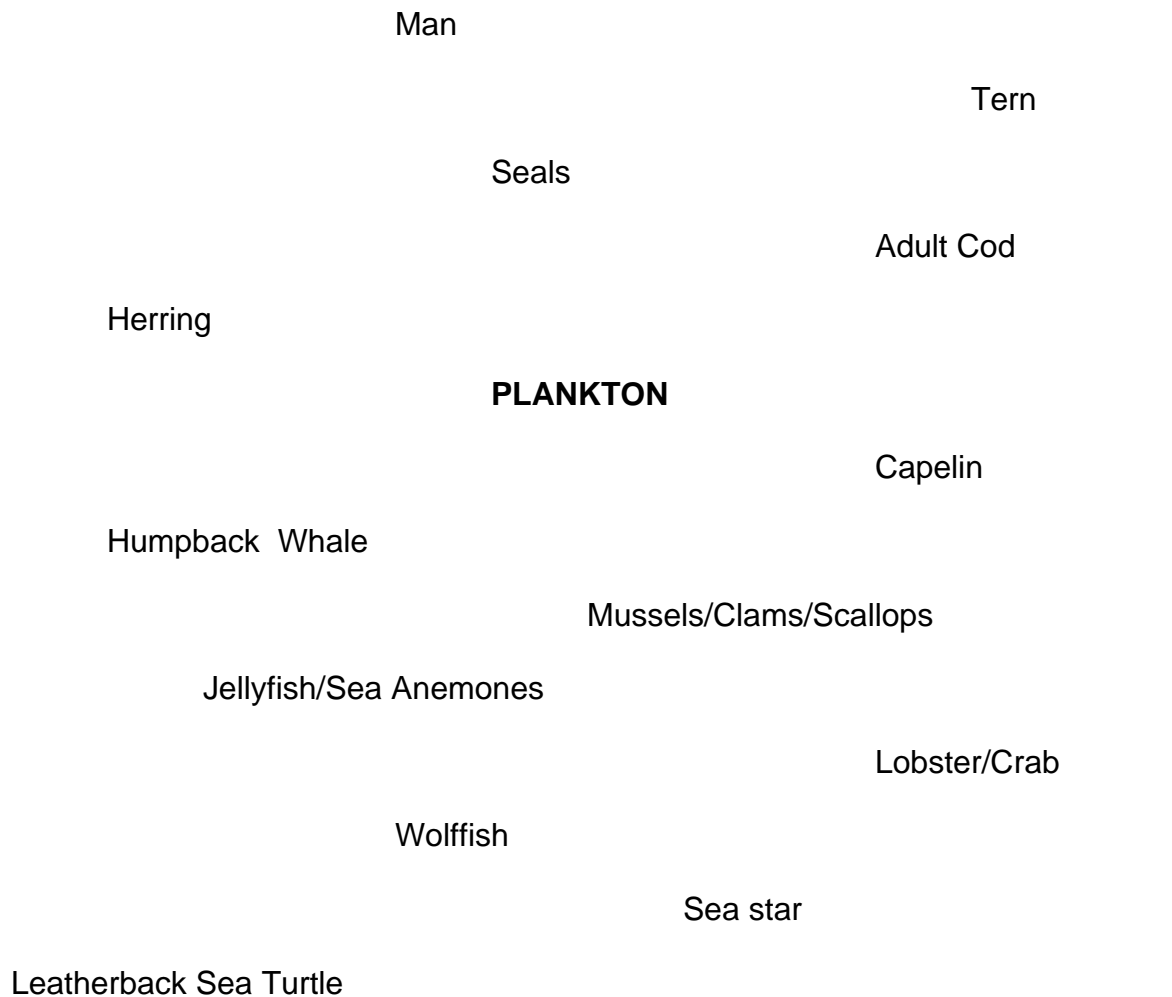 Man
Tern
Seals
Adult Cod
Herring
PLANKTON
Capelin
Humpback  Whale
Mussels/Clams/Scallops
Jellyfish/Sea Anemones
Lobster/Crab
Wolffish
Sea star
Leatherback Sea Turtle